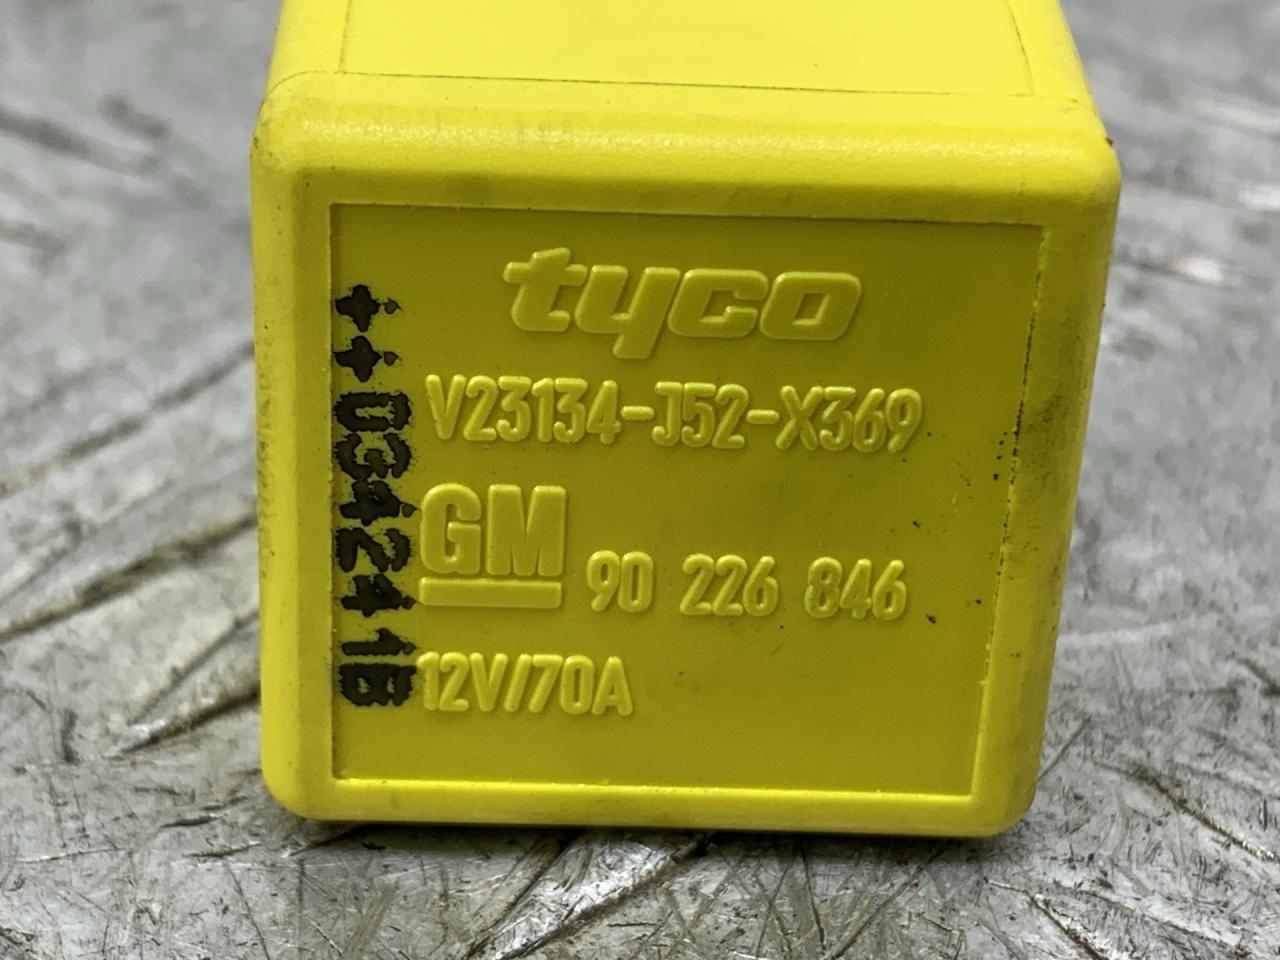 tyco
V23134-J52-X369
GM 90 226 846
12V/70A
++034241B